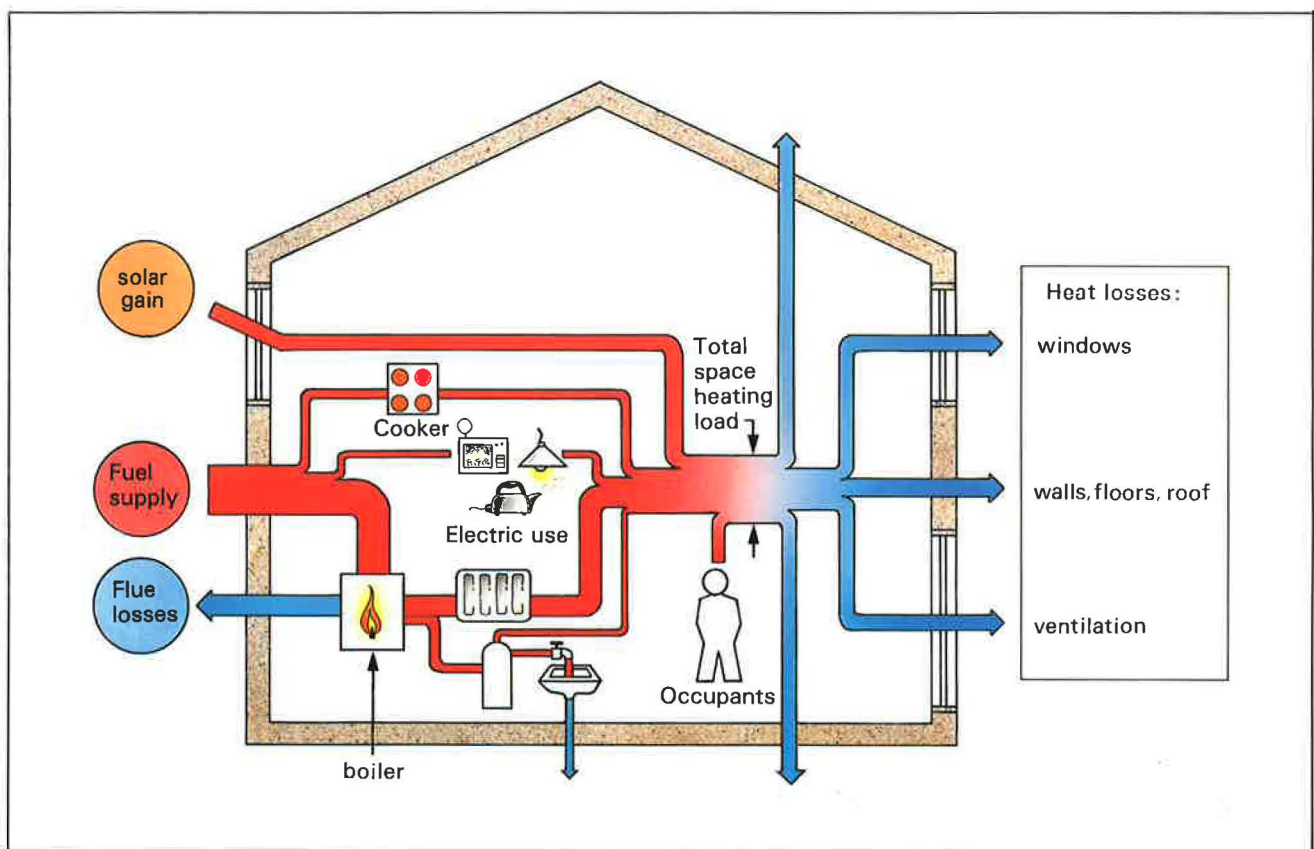 solar
gain
Fuel
supply
Flue
losses
Cooker
Electric use
boiler
Total
space
heating
load
Occupants
Heat losses:
windows
walls, floors, roof
ventilation